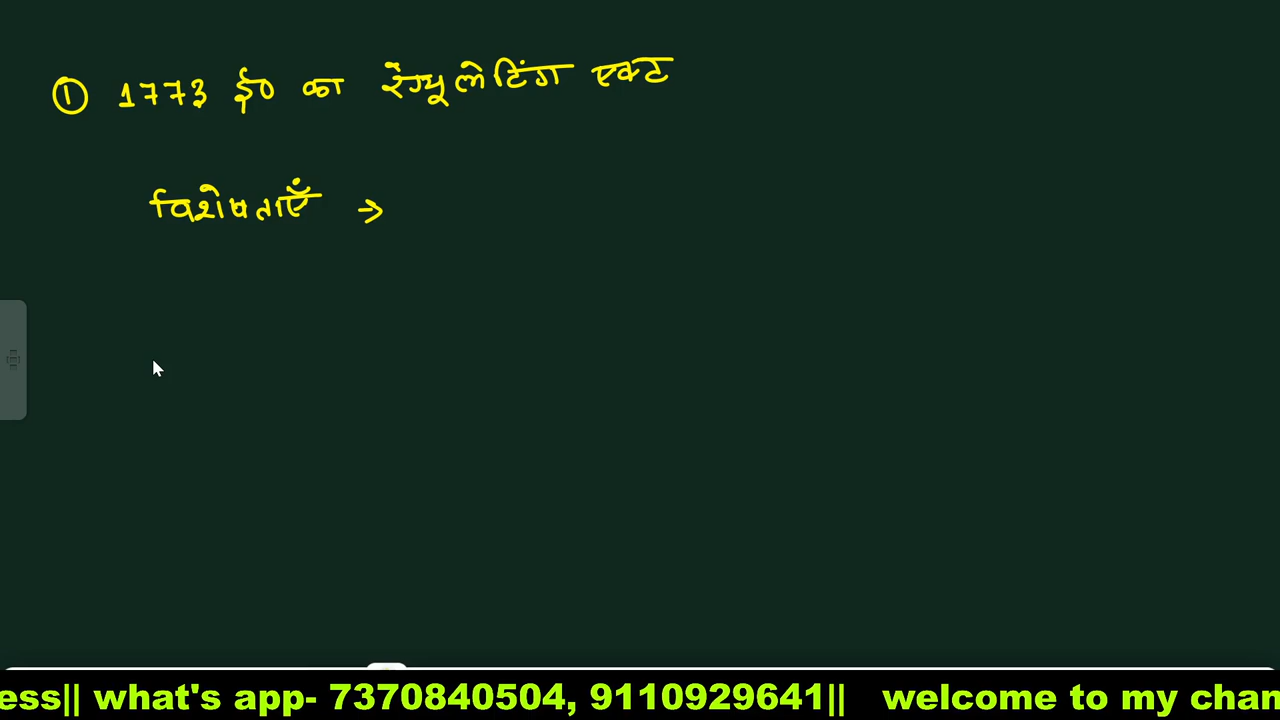 ① 1773 ई० का रेग्यूलेटिंग एक्ट
विशेषताएँ →
ess|| what's app- 7370840504, 9110929641|| welcome to my chan